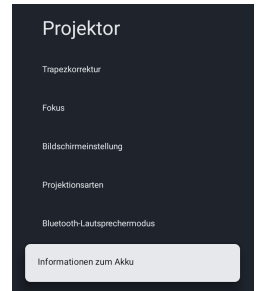 Projektor
Trapezkorrektur
Fokus
Bildschirmeinstellung
Projektionsarten
Bluetooth-Lautsprechermodus
Informationen zum Akku